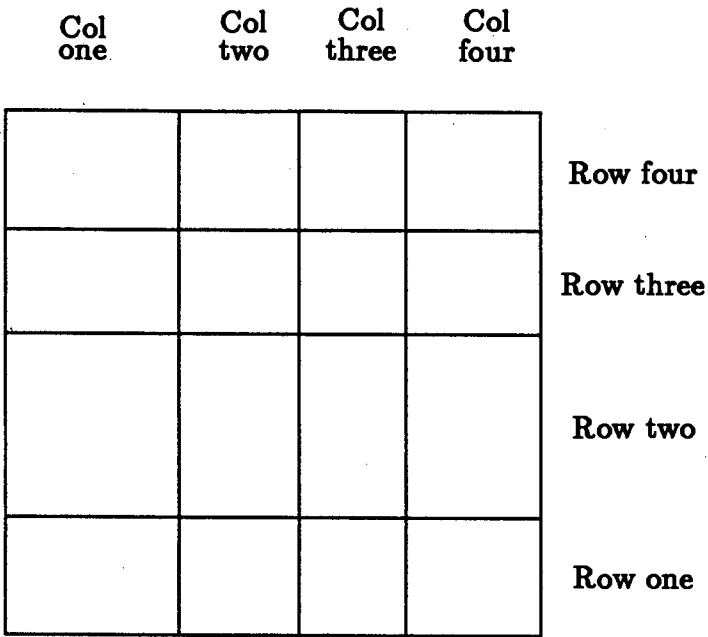 Col one
Col two
Col three
Col four
Row four
Row three
Row two
Row one